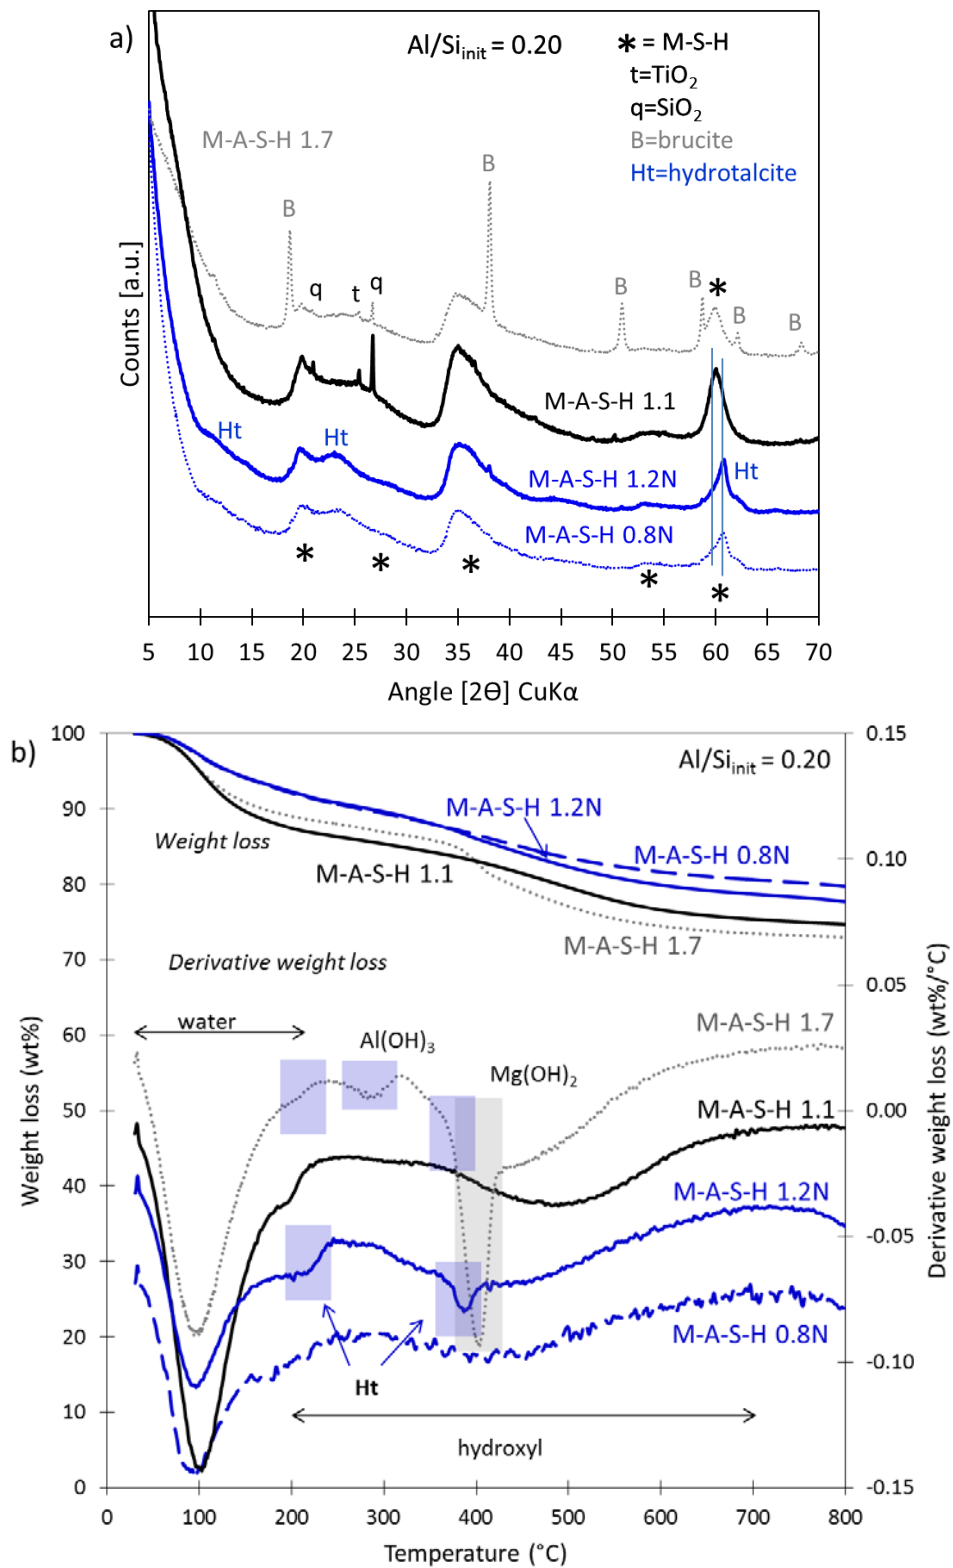 a)
Al/Siinit = 0.20
* = M-S-H
t=TiO2
q=SiO2
B=brucite
Ht=hydrotalcite
M-A-S-H 1.7
B
B
q
t
q
B
B
*
B
B
M-A-S-H 1.1
Ht
Ht
M-A-S-H 1.2N
Ht
M-A-S-H 0.8N
*
*
*
*
*
Counts [a.u.]
5 10 15 20 25 30 35 40 45 50 55 60 65 70
Angle [2Θ] CuKα
b)
Al/Siinit = 0.20
M-A-S-H 1.2N
Weight loss
M-A-S-H 0.8N
M-A-S-H 1.1
M-A-S-H 1.7
Derivative weight loss
water
Al(OH)3
M-A-S-H 1.7
Mg(OH)2
M-A-S-H 1.1
M-A-S-H 1.2N
M-A-S-H 0.8N
Ht
hydroxyl
100
90
80
70
60
50
40
30
20
10
0
Weight loss (wt%)
0.15
0.10
0.05
0.00
-0.05
-0.10
-0.15
Derivative weight loss (wt%/°C)
0 100 200 300 400 500 600 700 800
Temperature (°C)